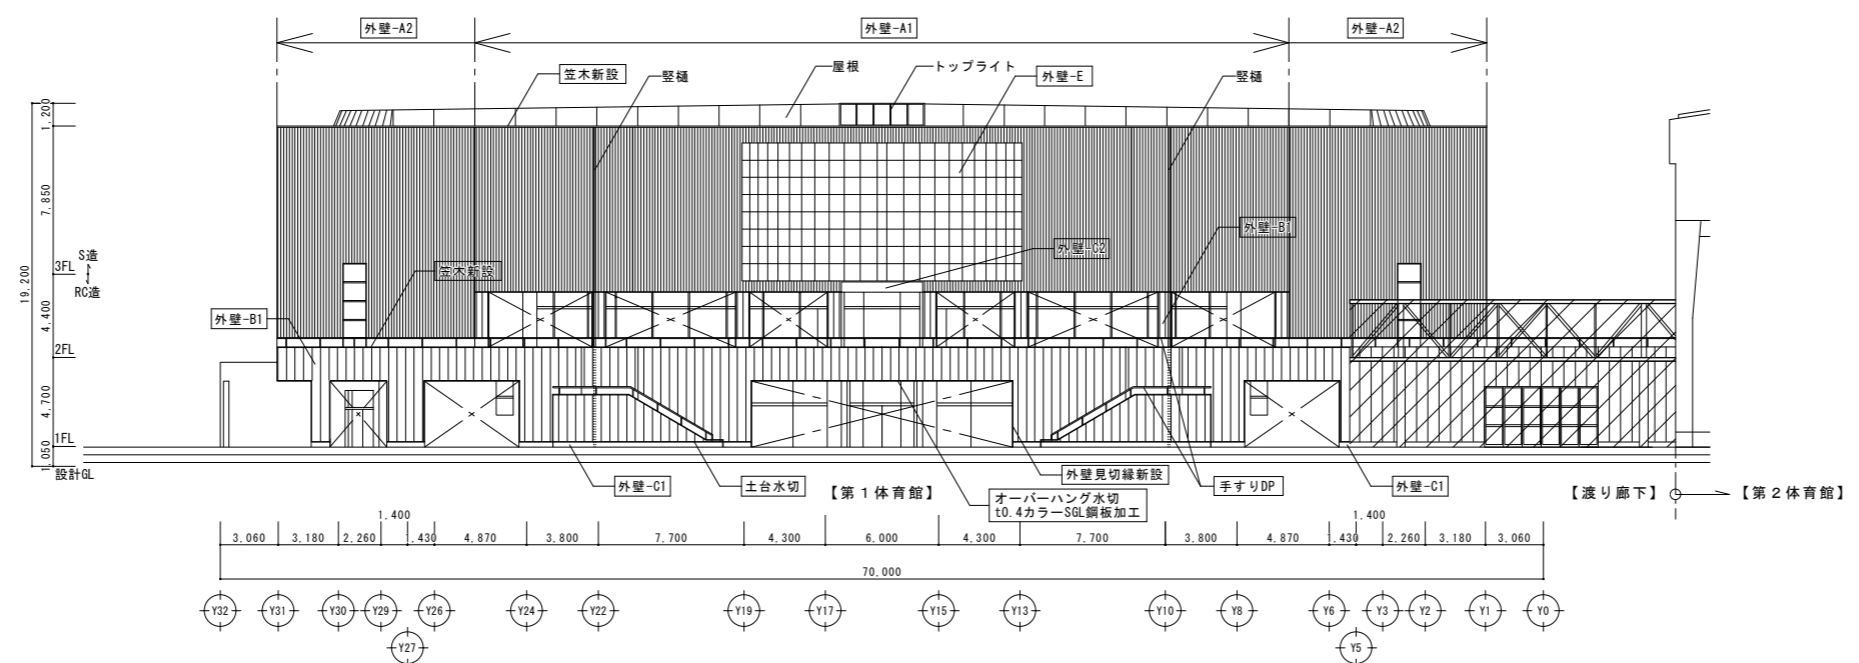 外壁-A2
外壁-A1
外壁-A2
笠木新設
竪樋
屋根
トップライト
外壁-E
竪樋
1,200
7,850
19,200
S造
3FL
RC造
笠木新設
外壁-C2
外壁-B1
4,400
外壁-B1
2FL
4,700
1FL
1,050
設計GL
外壁-C1
土台水切
【第1体育館】
オーバーハング水切
t0.4カラーSGL鋼板加工
外壁見切縁新設
手すりDP
外壁-C1
【渡り廊下】
【第2体育館】
1,400
1,400
3,060
3,180
2,260
1,430
4,870
3,800
7,700
4,300
6,000
4,300
7,700
3,800
4,870
1,430
2,260
3,180
3,060
70,000
Y32
Y31
Y30
Y29
Y26
Y24
Y22
Y19
Y17
Y15
Y13
Y10
Y8
Y6
Y3
Y2
Y1
Y0
Y27
Y5